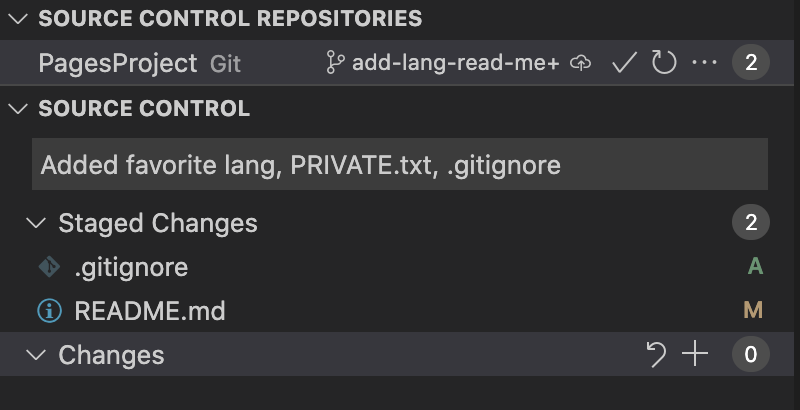 SOURCE CONTROL REPOSITORIES
PagesProject Git add-lang-read-me+ 2
SOURCE CONTROL
Added favorite lang, PRIVATE.txt, .gitignore
Staged Changes 2
.gitignore A
README.md M
Changes 0